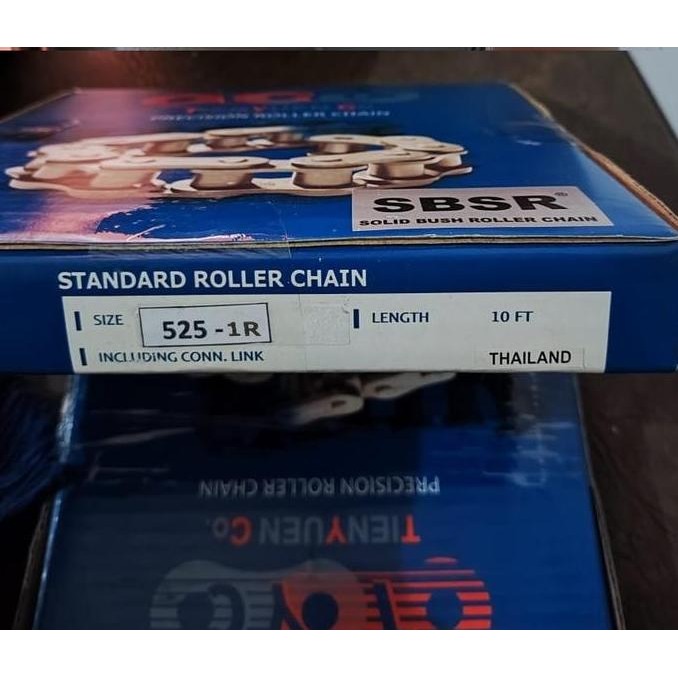 PRECISION ROLLER CHAIN
SBSR®
SOLID BUSH ROLLER CHAIN
STANDARD ROLLER CHAIN
SIZE 525-1R LENGTH 10 FT
INCLUDING CONN. LINK THAILAND
PRECISION ROLLER CHAIN
TIENYUEN CO.